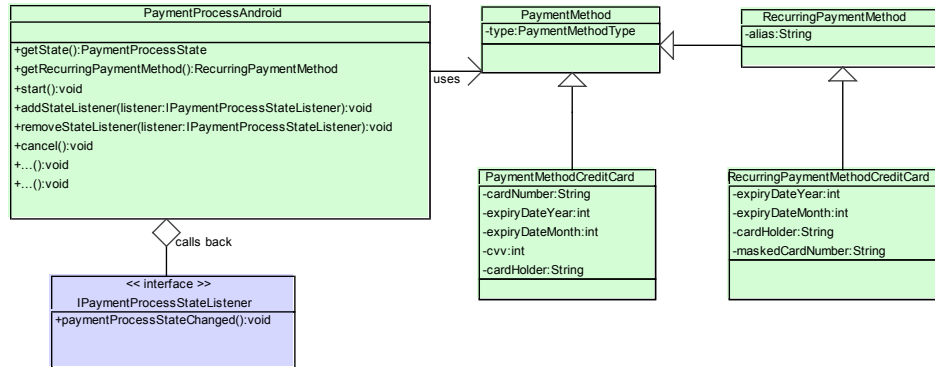 PaymentProcessAndroid
+getState():PaymentProcessState
+getRecurringPaymentMethod():RecurringPaymentMethod
+start():void
+addStateListener(listener:IPaymentProcessStateListener):void
+removeStateListener(listener:IPaymentProcessStateListener):void
+cancel():void
+...():void
+...():void
uses
PaymentMethod
-type:PaymentMethodType
RecurringPaymentMethod
-alias:String
PaymentMethodCreditCard
-cardNumber:String
-expiryDateYear:int
-expiryDateMonth:int
-cvv:int
-cardHolder:String
RecurringPaymentMethodCreditCard
-expiryDateYear:int
-expiryDateMonth:int
-cardHolder:String
-maskedCardNumber:String
calls back
<< interface >>
IPaymentProcessStateListener
+paymentProcessStateChanged():void